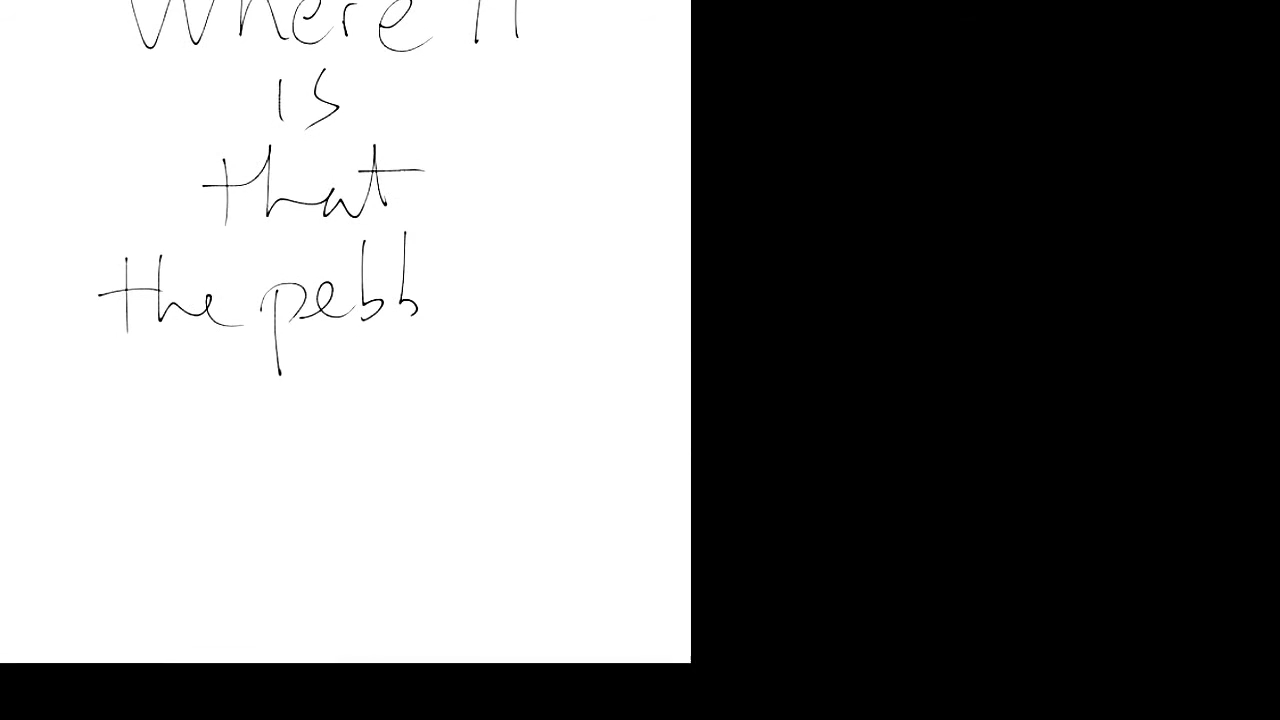 Where it
is
that
the pebb